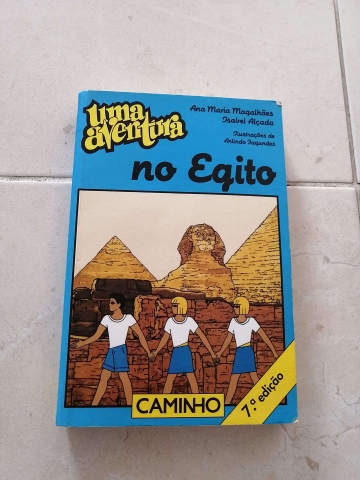 uma
aventura
Ana Maria Magalhães
Isabel Alçada
Ilustrações de
Arlindo Fagundes
no Egito
CAMINHO
7.ª edição